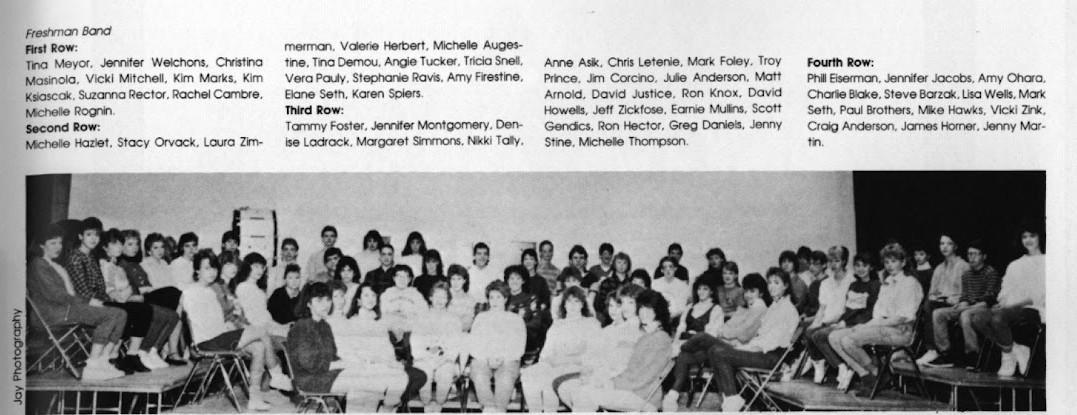 Freshman Band
First Row:
Tina Meyor, Jennifer Welchons, Christina
Masinola, Vicki Mitchell, Kim Marks, Kim
Ksiascak, Suzanna Rector, Rachel Cambre,
Michelle Rognin.
Second Row:
Michelle Hazlet, Stacy Orvack, Laura Zim-
merman, Valerie Herbert, Michelle Auges-
tine, Tina Demou, Angie Tucker, Tricia Snell,
Vera Pauly, Stephanie Ravis, Amy Firestine,
Elane Seth, Karen Spiers.
Third Row:
Tammy Foster, Jennifer Montgomery, Den-
ise Ladrack, Margaret Simmons, Nikki Tally,
Anne Asik, Chris Letenie, Mark Foley, Troy
Prince, Jim Corcino, Julie Anderson, Matt
Arnold, David Justice, Ron Knox, David
Howells, Jeff Zickfose, Earnie Mullins, Scott
Gendics, Ron Hector, Greg Daniels, Jenny
Stine, Michelle Thompson.
Fourth Row:
Phill Eiserman, Jennifer Jacobs, Amy Ohara,
Charlie Blake, Steve Barzak, Lisa Wells, Mark
Seth, Paul Brothers, Mike Hawks, Vicki Zink,
Craig Anderson, James Horner, Jenny Mar-
tin.
Jay Photography